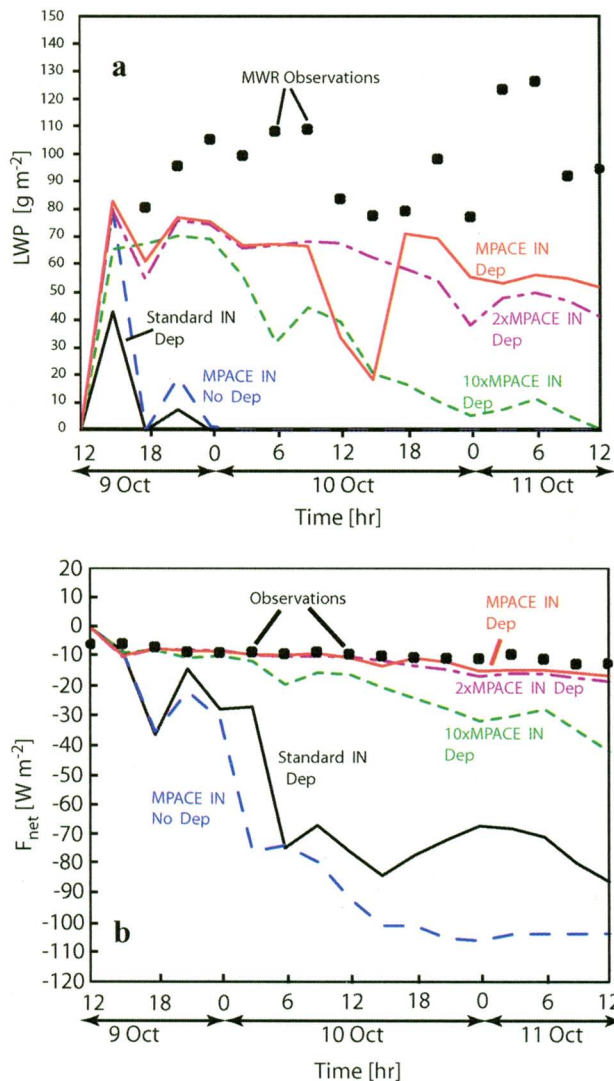 150
140
130
120
110
100
90
80
70
60
50
40
30
20
10
0
LWP [g m-2]
a
MWR Observations
MPACE IN
Dep
2xMPACE IN
Dep
Standard IN
Dep
MPACE IN
No Dep
10xMPACE IN
Dep
12 18 0 6 12 18 0 6 12
9 Oct 10 Oct 11 Oct
Time [hr]
20
10
0
-10
-20
-30
-40
-50
-60
-70
-80
-90
-100
-110
-120
Fnet [W m-2]
Observations
MPACE IN
Dep
2xMPACE IN Dep
10xMPACE IN
Dep
Standard IN
Dep
MPACE IN
No Dep
b
12 18 0 6 12 18 0 6 12
9 Oct 10 Oct 11 Oct
Time [hr]